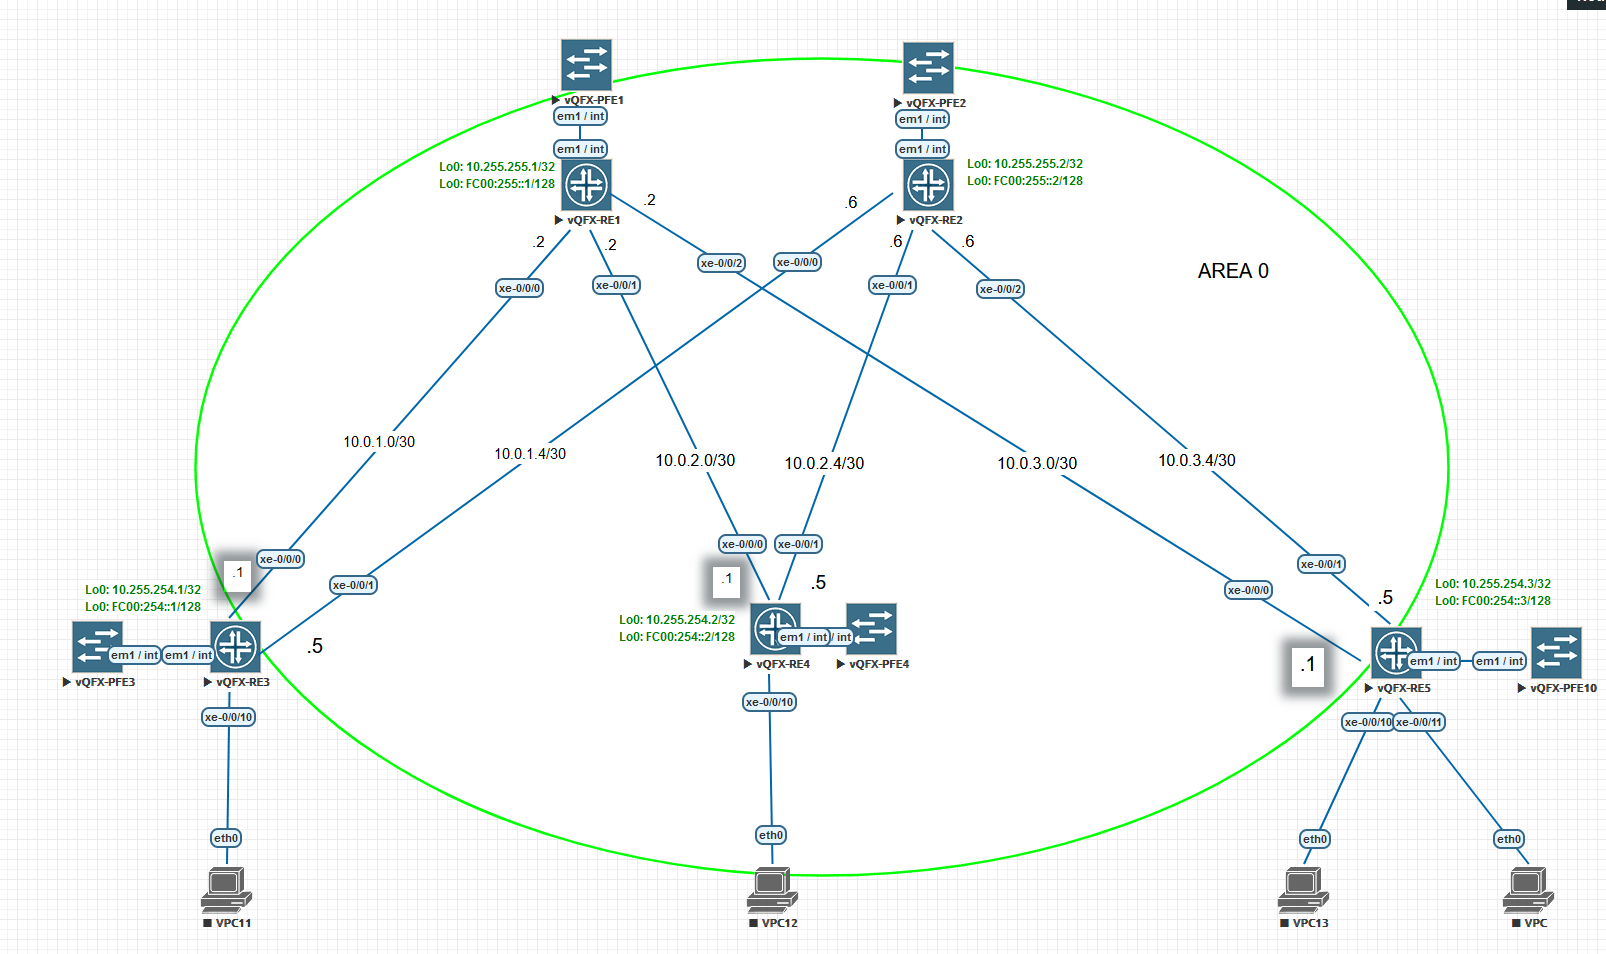 vQFX-PFE1
em1 / int
em1 / int
Lo0: 10.255.255.1/32
Lo0: FC00:255::1/128
vQFX-RE1
vQFX-PFE2
em1 / int
em1 / int
Lo0: 10.255.255.2/32
Lo0: FC00:255::2/128
vQFX-RE2
.2
.2
.2
.6
.6
.6
xe-0/0/0
xe-0/0/1
xe-0/0/2
xe-0/0/0
xe-0/0/1
xe-0/0/2
AREA 0
10.0.1.0/30
10.0.1.4/30
10.0.2.0/30
10.0.2.4/30
10.0.3.0/30
10.0.3.4/30
.1
xe-0/0/0
xe-0/0/1
Lo0: 10.255.254.1/32
Lo0: FC00:254::1/128
em1 / int
em1 / int
.5
vQFX-PFE3
vQFX-RE3
xe-0/0/10
eth0
VPC11
xe-0/0/0
xe-0/0/1
.1
.5
Lo0: 10.255.254.2/32
Lo0: FC00:254::2/128
em1 / int
/ int
vQFX-RE4
vQFX-PFE4
xe-0/0/10
eth0
VPC12
xe-0/0/1
xe-0/0/0
.5
Lo0: 10.255.254.3/32
Lo0: FC00:254::3/128
.1
em1 / int
em1 / int
vQFX-RE5
vQFX-PFE10
xe-0/0/10
xe-0/0/11
eth0
eth0
VPC13
VPC